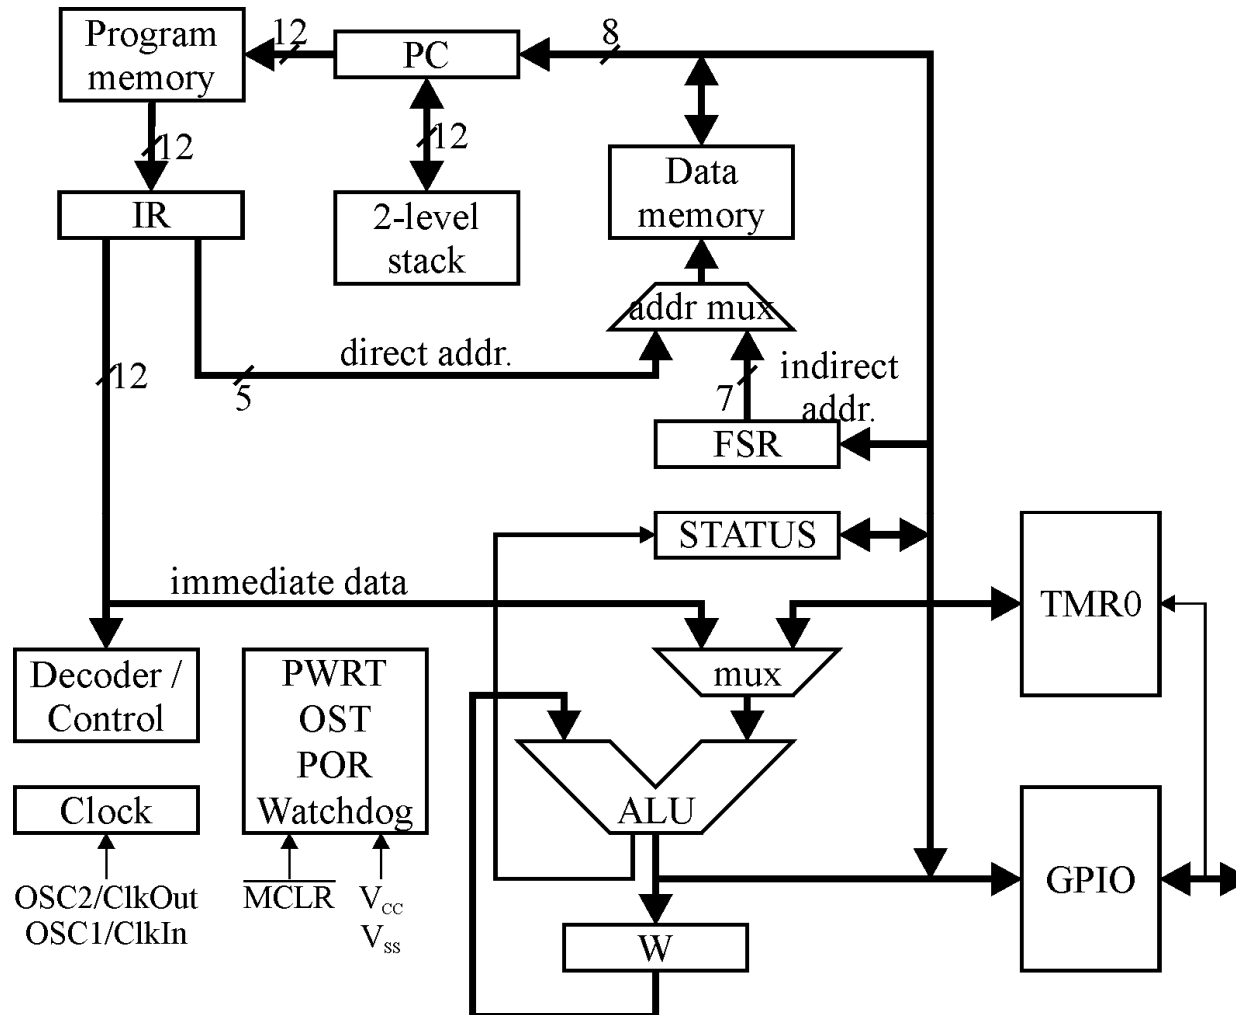 Program
memory
12
PC
8
12
IR
12
2-level
stack
Data
memory
addr mux
direct addr.
5
12
7
indirect
addr.
FSR
STATUS
immediate data
TMR0
mux
Decoder /
Control
PWRT
OST
POR
Watchdog
ALU
Clock
OSC2/ClkOut
OSC1/ClkIn
MCLR
VCC
VSS
W
GPIO